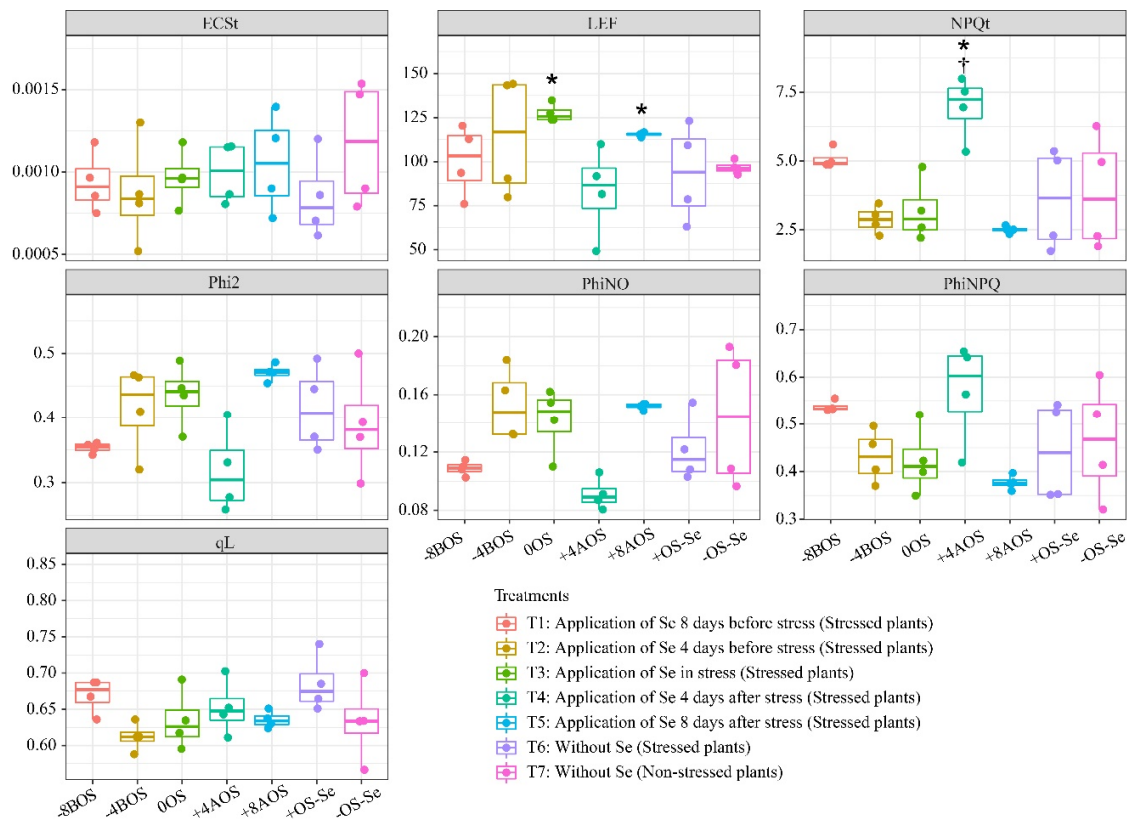 ECSt
LEF
NPQt
0.0015
0.0010
0.0005
150
125
100
75
50
*
*
*
†
7.5
5.0
2.5
Phi2
PhiNO
PhiNPQ
0.5
0.4
0.3
0.20
0.16
0.12
0.08
0.7
0.6
0.5
0.4
0.3
-8BOS
-4BOS
0OS
+4AOS
+8AOS
+OS-Se
-OS-Se
-8BOS
-4BOS
0OS
+4AOS
+8AOS
+OS-Se
-OS-Se
qL
0.85
0.80
0.75
0.70
0.65
0.60
-8BOS
-4BOS
0OS
+4AOS
+8AOS
+OS-Se
-OS-Se
Treatments
T1: Application of Se 8 days before stress (Stressed plants)
T2: Application of Se 4 days before stress (Stressed plants)
T3: Application of Se in stress (Stressed plants)
T4: Application of Se 4 days after stress (Stressed plants)
T5: Application of Se 8 days after stress (Stressed plants)
T6: Without Se (Stressed plants)
T7: Without Se (Non-stressed plants)